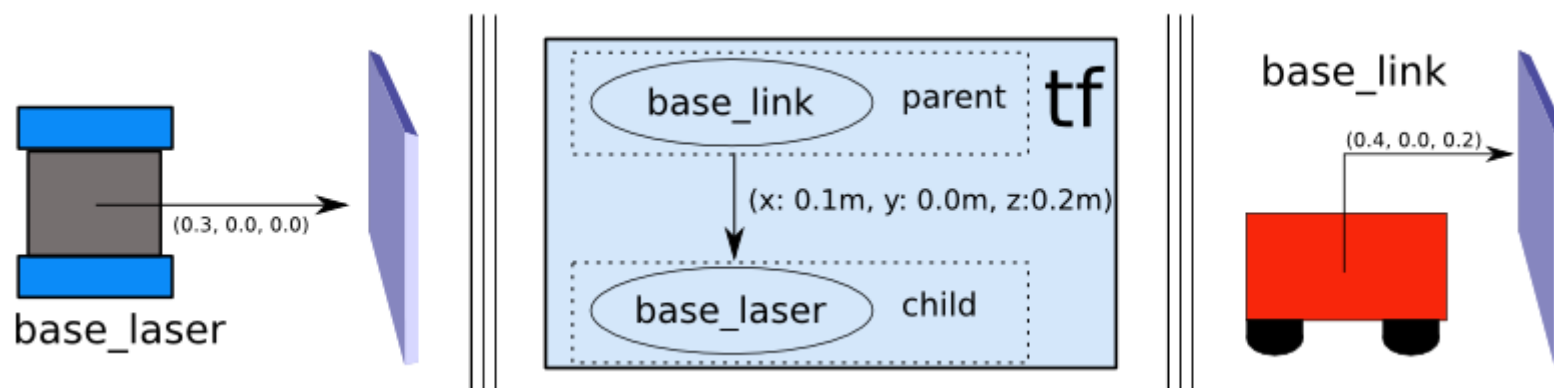 (0.3, 0.0, 0.0)
base_laser
base_link
parent
tf
(x: 0.1m, y: 0.0m, z:0.2m)
base_laser
child
base_link
(0.4, 0.0, 0.2)